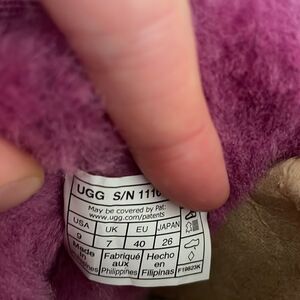 UGG S/N 1116
May be covered by Pat:
www.ugg.com/patents
USA UK EU JAPAN
9 7 40 26
Made in Philippines
Fabriqué aux Philippines
Hecho en Filipinas
F19823K